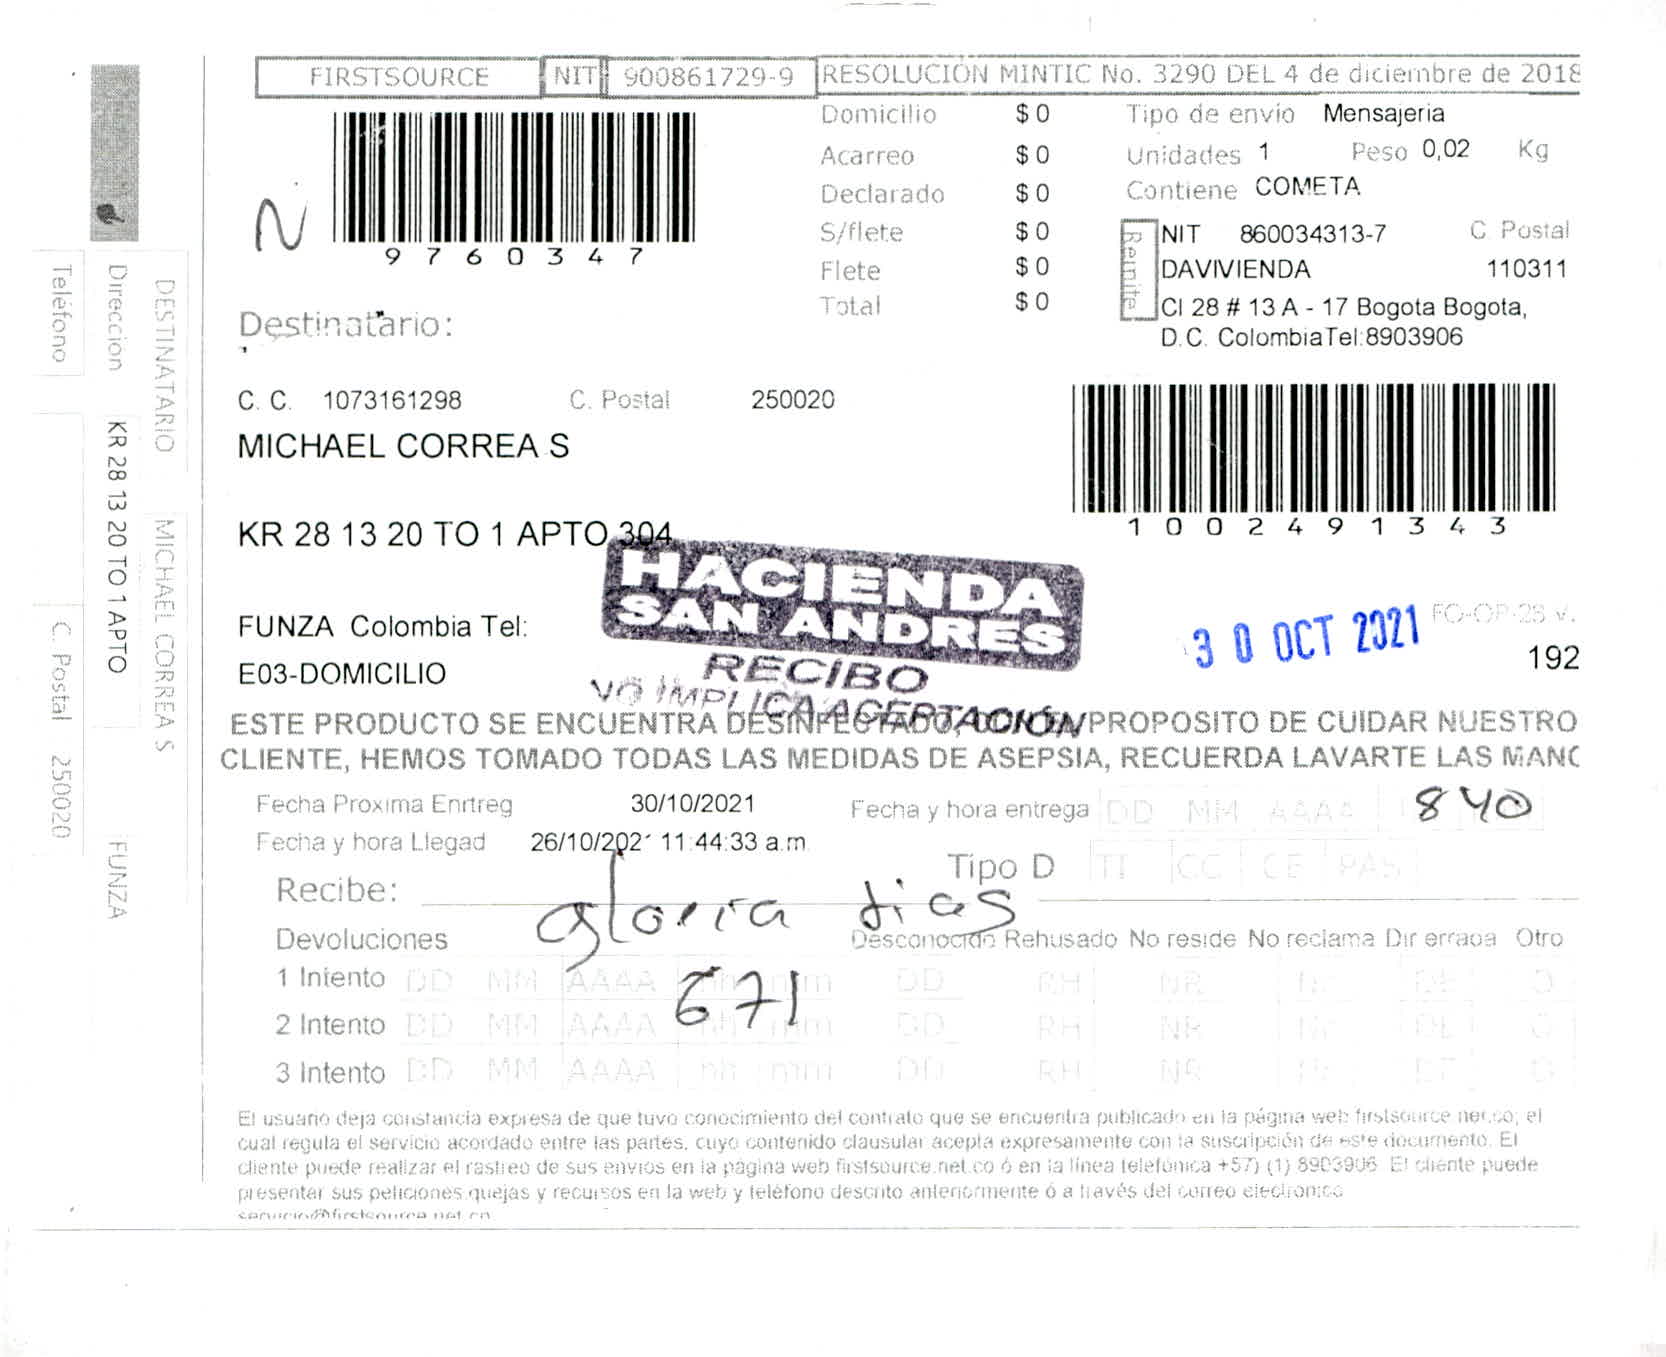 FIRSTSOURCE NIT 900861729-9 RESOLUCIÓN MINTIC No. 3290 DEL 4 de diciembre de 2018
Domicilio $ 0 Tipo de envio Mensajeria
Acarreo $ 0 Unidades 1 Peso 0,02 Kg
Declarado $ 0 Contiene COMETA
S/flete $ 0 NIT 860034313-7 C. Postal
Flete $ 0 DAVIVIENDA 110311
Total $ 0 Cl 28 # 13 A - 17 Bogota Bogota,
D.C. Colombia Tel:8903906
Remite
N
9760347
Destinatario:
C. C. 1073161298 C. Postal 250020
MICHAEL CORREA S
1002491343
KR 28 13 20 TO 1 APTO 304
HACIENDA
SAN ANDRES
RECIBO
NO IMPLICA ACEPTACIÓN
FUNZA Colombia Tel:
30 OCT 2021
FO-OP-28 v.
192
E03-DOMICILIO
ESTE PRODUCTO SE ENCUENTRA DESINFECTADO, PROPOSITO DE CUIDAR NUESTRO
CLIENTE, HEMOS TOMADO TODAS LAS MEDIDAS DE ASEPSIA, RECUERDA LAVARTE LAS MANO
Fecha Proxima Enrtreg 30/10/2021 Fecha y hora entrega DD MM AAAA 840
Fecha y hora Llegad 26/10/2021 11:44:33 a.m.
Tipo D TI CC CE PAS
Recibe: gloria dias
671
Devoluciones Desconocido Rehusado No reside No reclama Dir errada Otro
1 Intento DD MM AAAA hh mm DD RH NR Nr DE O
2 Intento DD MM AAAA hh mm DD RH NR Nr DE O
3 Intento DD MM AAAA hh mm DD RH NR Nr DE O
El usuario deja constancia expresa de que tuvo conocimiento del contrato que se encuentra publicado en la página web firstsource.net.co; el
cual regula el servicio acordado entre las partes, cuyo contenido clausular acepta expresamente con la suscripción de este documento. El
cliente puede realizar el rastreo de sus envios en la página web firstsource.net.co ó en la línea telefónica +57) (1) 8903906 El cliente puede
presentar sus peticiones quejas y recursos en la web y teléfono descrito anteriormente ó a través del correo electronico
servicio@firstsource.net.co
DESTINATARIO MICHAEL CORREA S
Direccion KR 28 13 20 TO 1 APTO FUNZA
Teléfono C. Postal 250020